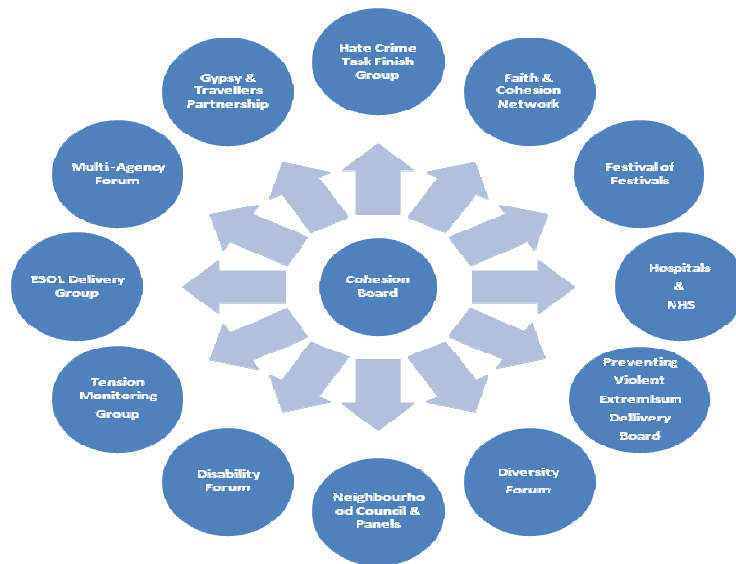 Hate Crime
Task Finish
Group
Gypsy &
Travellers
Partnership
Faith &
Cohesion
Network
Multi -Agency
Forum
Festival of
Festivals
ESOL Delivery
Group
Cohesion
Board
Hospitals
&
NHS
Tension
Monitoring
Group
Preventing
Violent
Extremisum
Dellivery
Board
Disability
Forum
Diversity
Forum
Neighbourho
od Council &
Panels